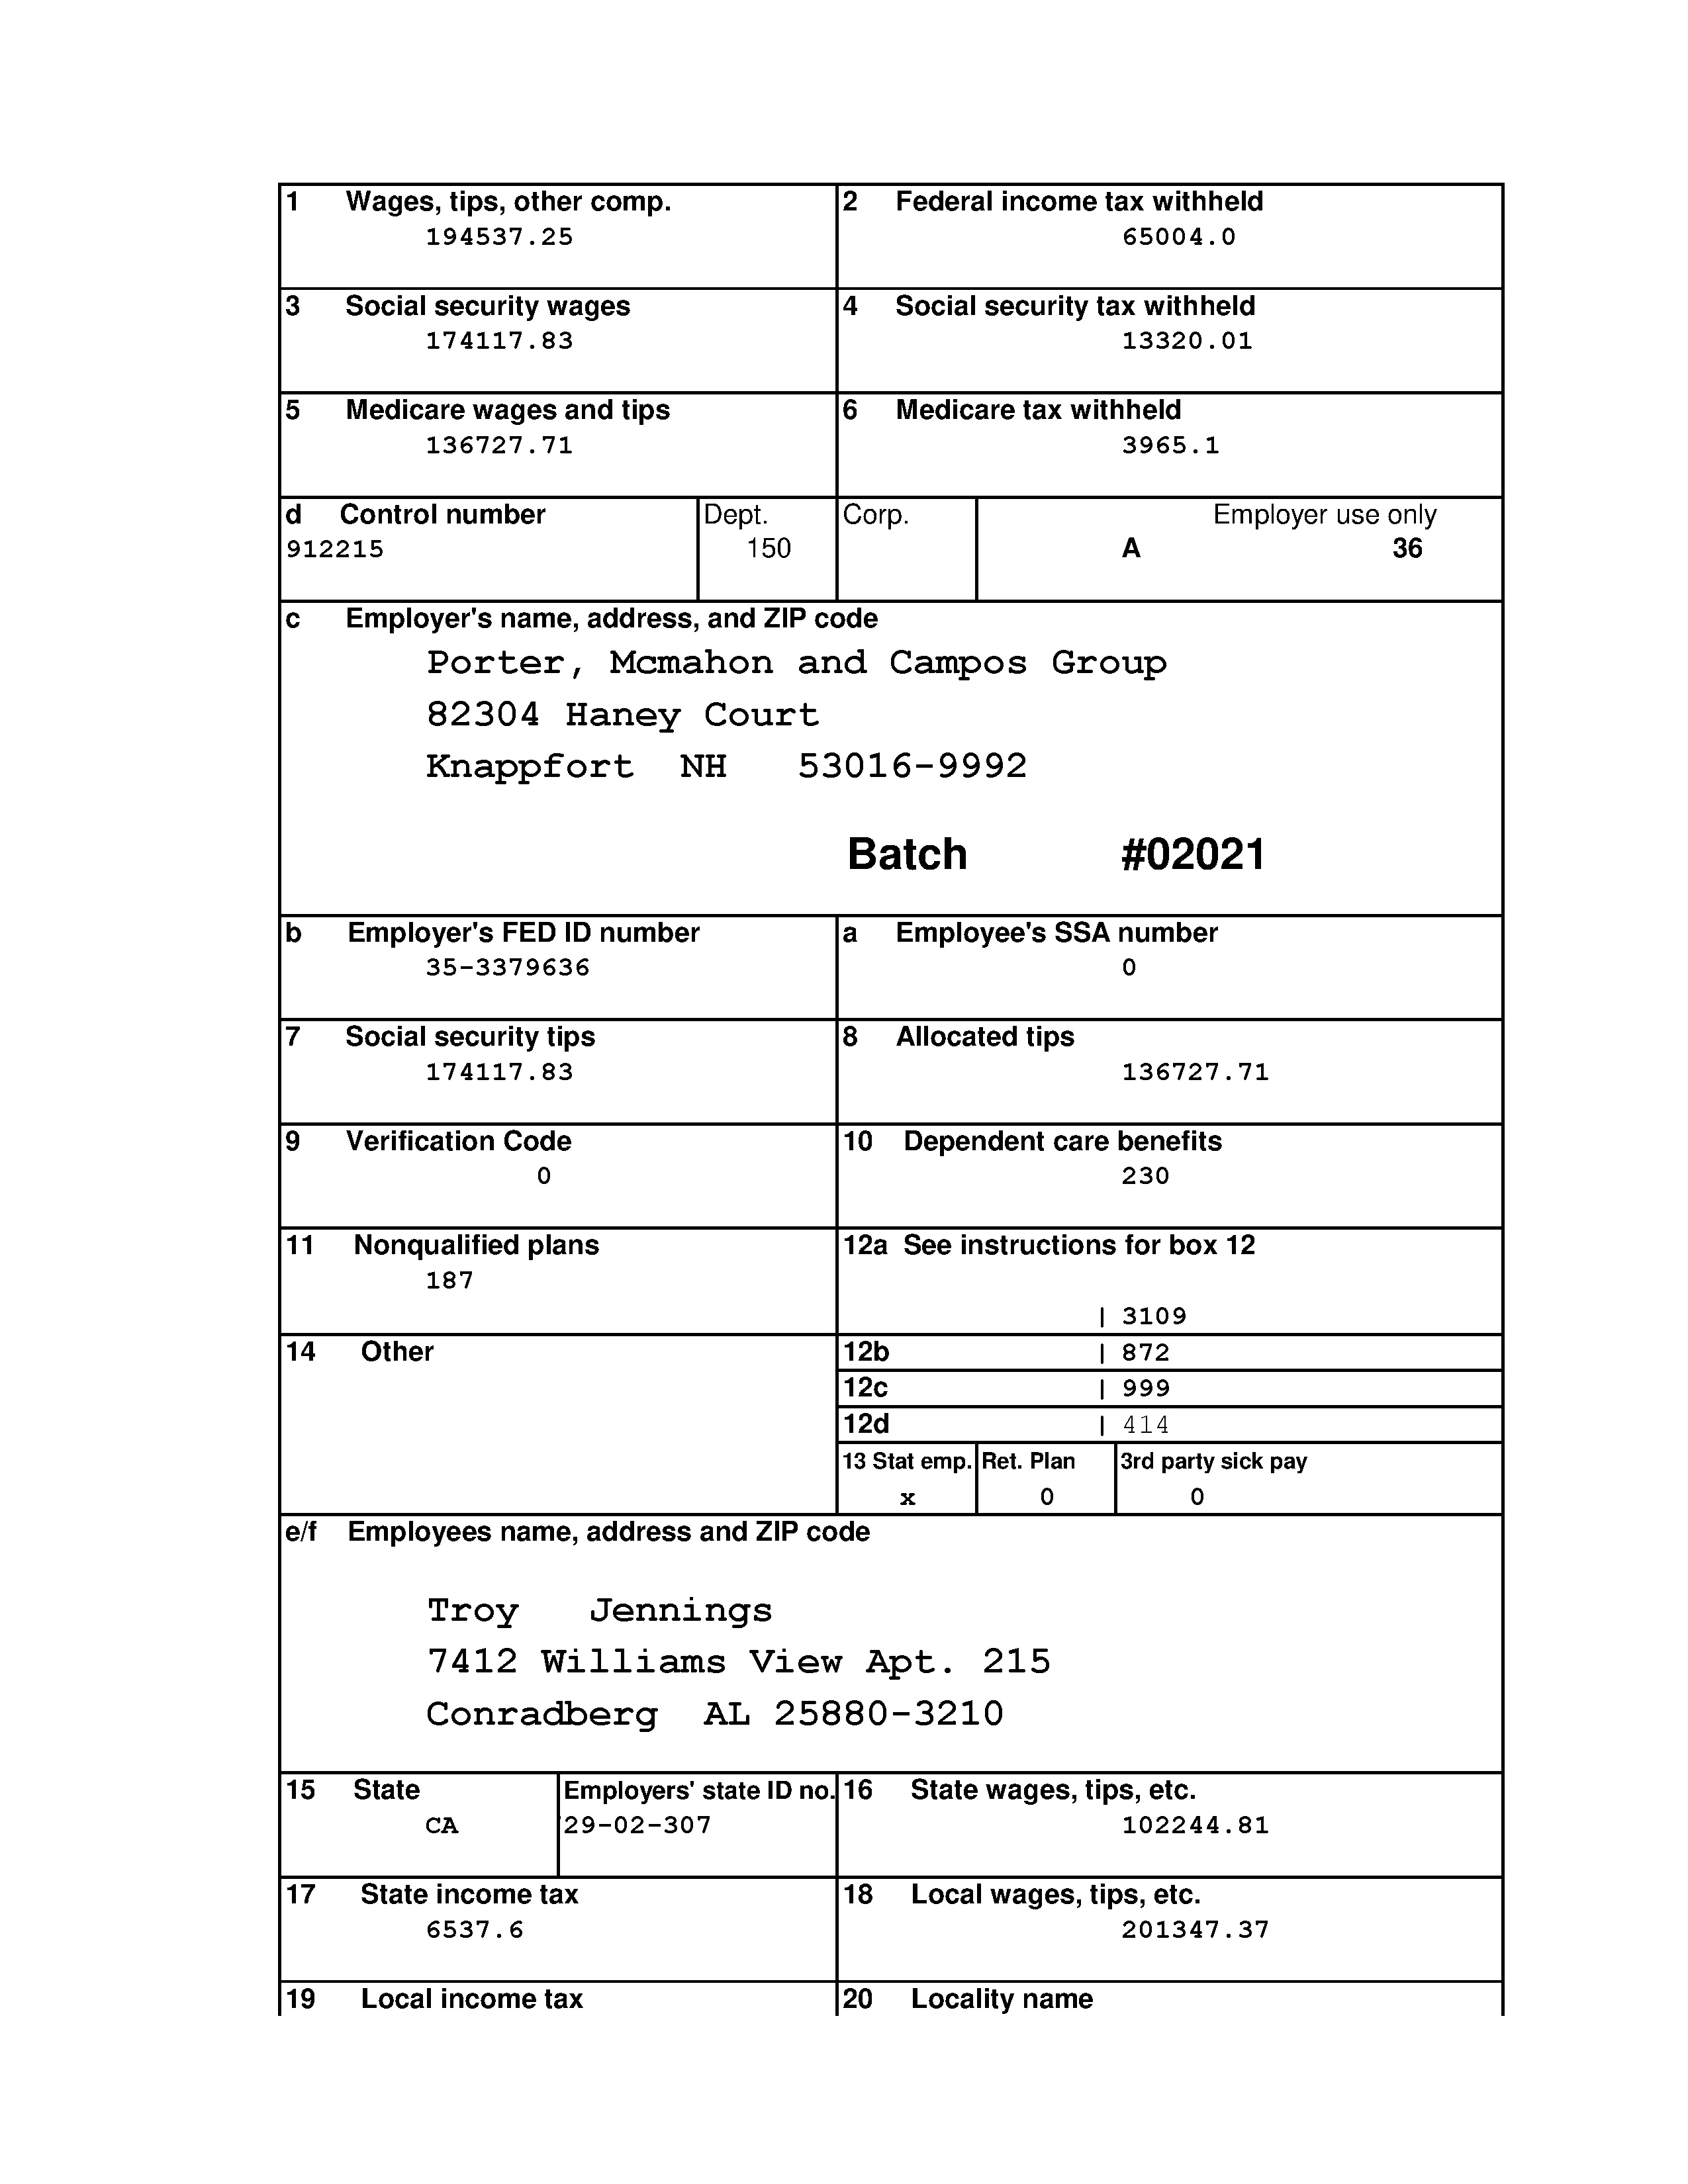 1 Wages, tips, other comp. 2 Federal income tax withheld
194537.25 65004.0
3 Social security wages 4 Social security tax withheld
174117.83 13320.01
5 Medicare wages and tips 6 Medicare tax withheld
136727.71 3965.1
d Control number Dept. Corp. Employer use only
912215 150 A 36
c Employer's name, address, and ZIP code
Porter, Mcmahon and Campos Group
82304 Haney Court
Knappfort NH 53016-9992
Batch #02021
b Employer's FED ID number a Employee's SSA number
35-3379636 0
7 Social security tips 8 Allocated tips
174117.83 136727.71
9 Verification Code 10 Dependent care benefits
0 230
11 Nonqualified plans 12a See instructions for box 12
187
| 3109
14 Other 12b | 872
12c | 999
12d | 414
13 Stat emp. Ret. Plan 3rd party sick pay
x 0 0
e/f Employees name, address and ZIP code
Troy Jennings
7412 Williams View Apt. 215
Conradberg AL 25880-3210
15 State Employers' state ID no. 16 State wages, tips, etc.
CA 29-02-307 102244.81
17 State income tax 18 Local wages, tips, etc.
6537.6 201347.37
19 Local income tax 20 Locality name